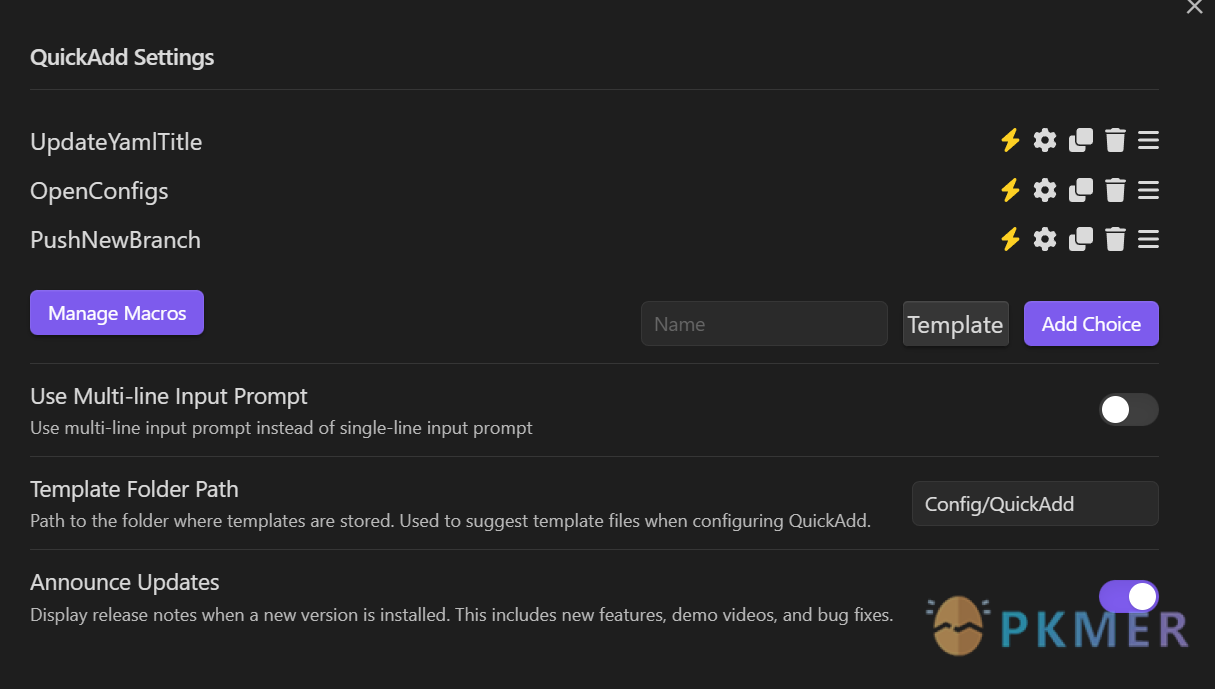 QuickAdd Settings
UpdateYamlTitle
OpenConfigs
PushNewBranch
Manage Macros
Name
Template
Add Choice
Use Multi-line Input Prompt
Use multi-line input prompt instead of single-line input prompt
Template Folder Path
Path to the folder where templates are stored. Used to suggest template files when configuring QuickAdd.
Config/QuickAdd
Announce Updates
Display release notes when a new version is installed. This includes new features, demo videos, and bug fixes.
PKMER